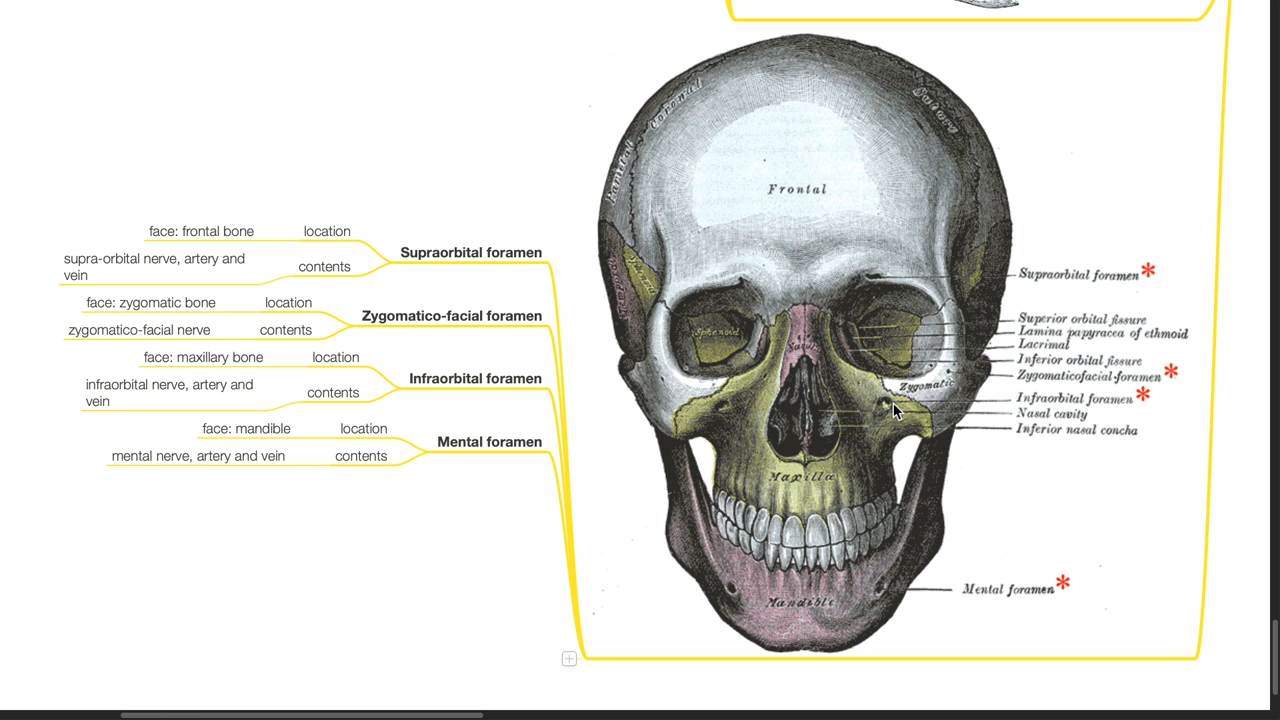 face: frontal bone
location
Supraorbital foramen
supra-orbital nerve, artery and
vein
contents
face: zygomatic bone
location
Zygomatico-facial foramen
zygomatico-facial nerve
contents
face: maxillary bone
location
Infraorbital foramen
infraorbital nerve, artery and
vein
contents
face: mandible
location
Mental foramen
mental nerve, artery and vein
contents
Coronal
Frontal
Sphenoid
Nasal
Zygomatic
Maxilla
Mandible
Supraorbital foramen*
Superior orbital fissure
Lamina papyracea of ethmoid
Lacrimal
Inferior orbital fissure
Zygomaticofacial foramen*
Infraorbital foramen*
Nasal cavity
Inferior nasal concha
Mental foramen*